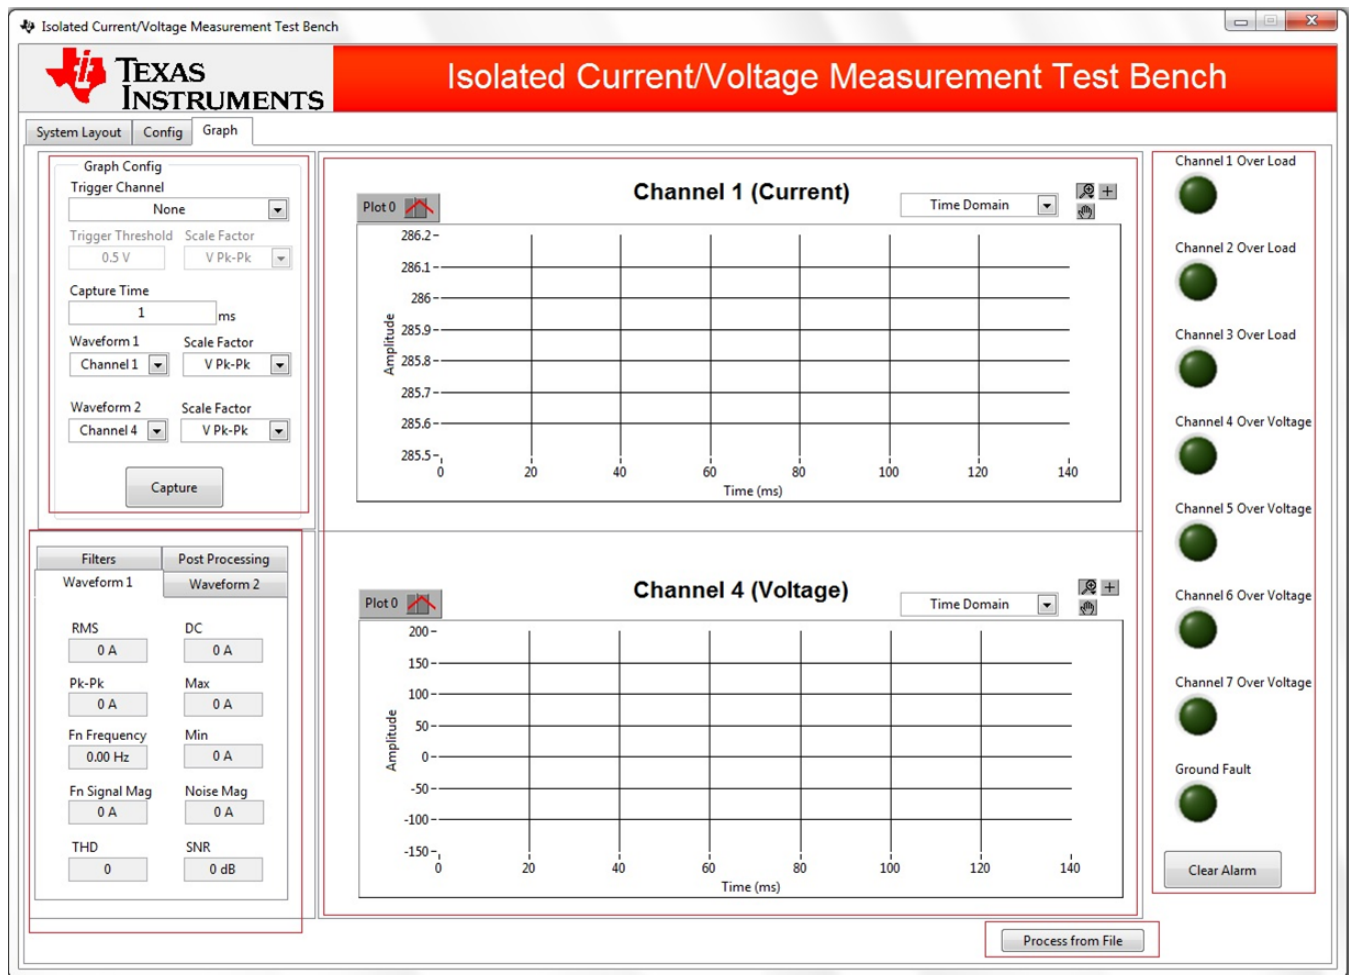 Isolated Current/Voltage Measurement Test Bench
TEXAS
INSTRUMENTS
Isolated Current/Voltage Measurement Test Bench
System Layout
Config
Graph
Graph Config
Trigger Channel
None
Trigger Threshold
Scale Factor
0.5 V
V Pk-Pk
Capture Time
1
ms
Waveform 1
Scale Factor
Channel 1
V Pk-Pk
Waveform 2
Scale Factor
Channel 4
V Pk-Pk
Capture
Filters
Post Processing
Waveform 1
Waveform 2
RMS
DC
0 A
0 A
Pk-Pk
Max
0 A
0 A
Fn Frequency
Min
0.00 Hz
0 A
Fn Signal Mag
Noise Mag
0 A
0 A
THD
SNR
0
0 dB
Plot 0
Channel 1 (Current)
Time Domain
286.2
286.1
286
285.9
285.8
285.7
285.6
285.5
Amplitude
0
20
40
60
80
100
120
140
Time (ms)
Plot 0
Channel 4 (Voltage)
Time Domain
200
150
100
50
0
-50
-100
-150
Amplitude
0
20
40
60
80
100
120
140
Time (ms)
Channel 1 Over Load
Channel 2 Over Load
Channel 3 Over Load
Channel 4 Over Voltage
Channel 5 Over Voltage
Channel 6 Over Voltage
Channel 7 Over Voltage
Ground Fault
Clear Alarm
Process from File